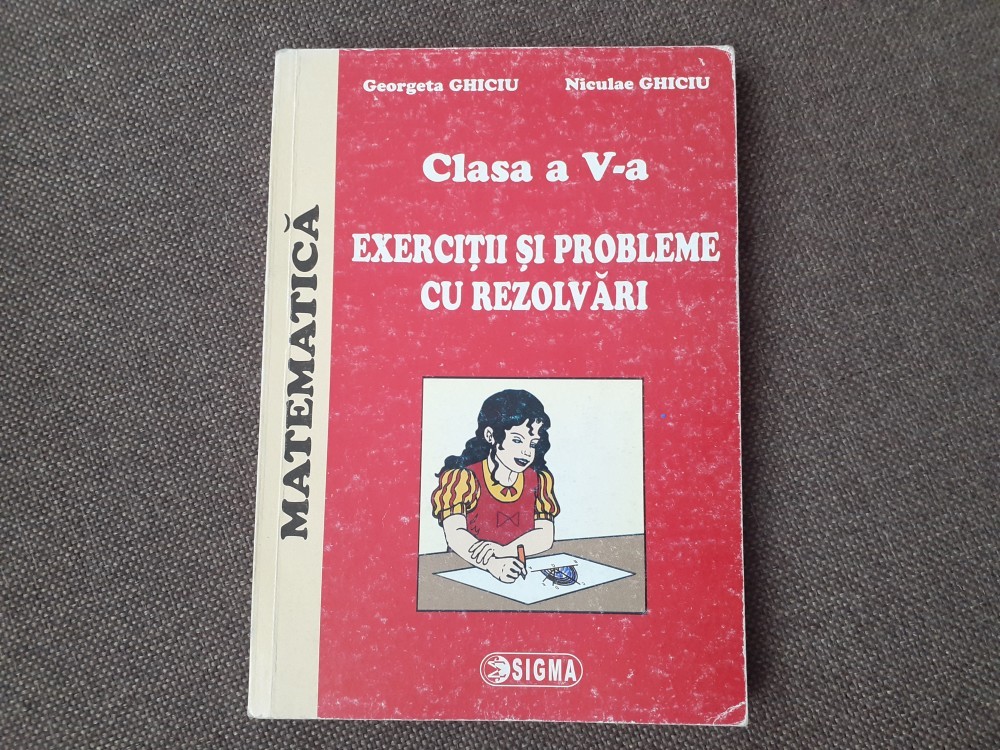 Georgeta GHICIU
Niculae GHICIU
Clasa a V-a
EXERCIȚII ȘI PROBLEME
CU REZOLVĂRI
MATEMATICĂ
SIGMA